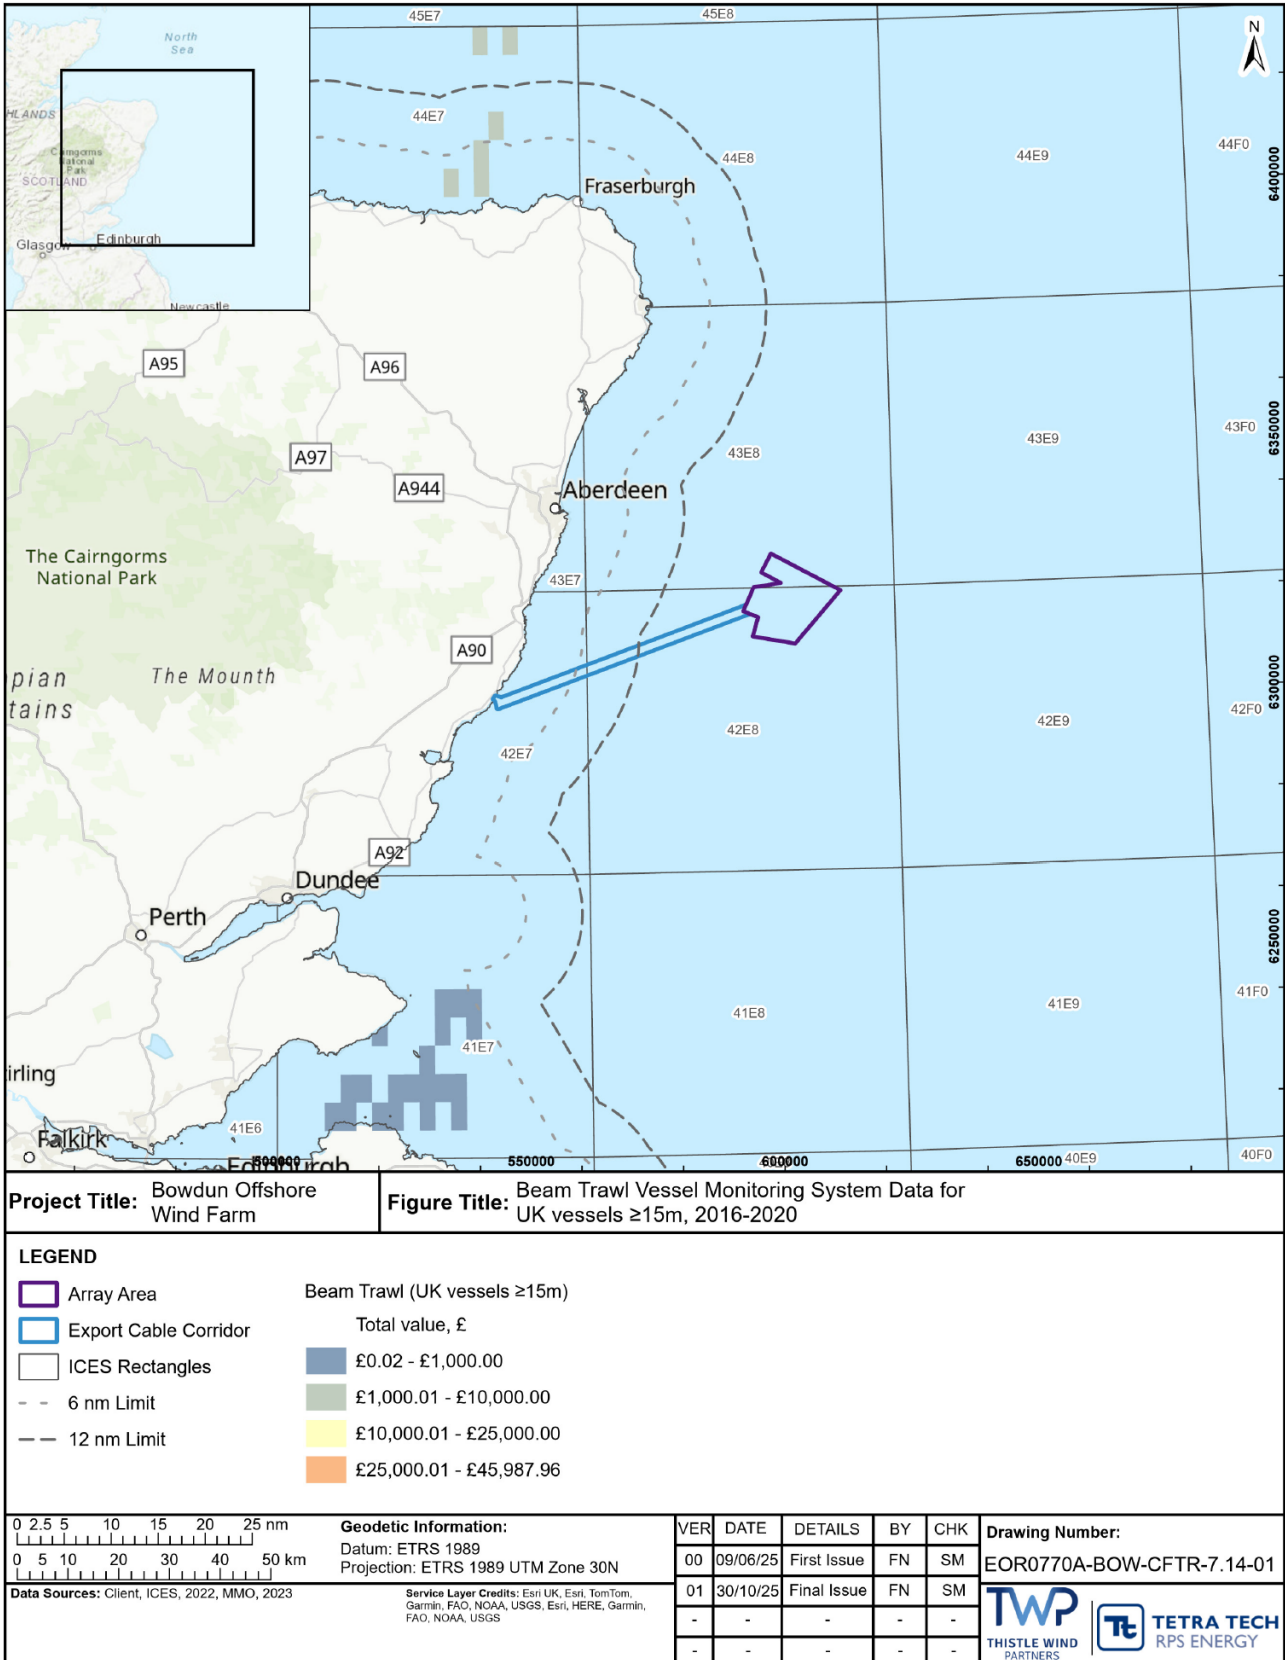 45E7
45E8
North
Sea
N
HLANDS
Cairngorms
National
Park
SCOTLAND
Glasgow
Edinburgh
Newcastle
44E7
44E8
44E9
44F0
6400000
Fraserburgh
A95
A96
A97
A944
43E8
43E9
43F0
6350000
Aberdeen
The Cairngorms
National Park
43E7
A90
The Mounth
pian
tains
6300000
42E7
42E8
42E9
42F0
A92
Dundee
Perth
6250000
41E7
41E8
41E9
41F0
irling
41E6
Falkirk
Edinburgh
500000
550000
600000
650000
40E9
40F0
Project Title: Bowdun Offshore
Wind Farm
Figure Title: Beam Trawl Vessel Monitoring System Data for
UK vessels ≥15m, 2016-2020
LEGEND
Array Area
Export Cable Corridor
ICES Rectangles
6 nm Limit
12 nm Limit
Beam Trawl (UK vessels ≥15m)
Total value, £
£0.02 - £1,000.00
£1,000.01 - £10,000.00
£10,000.01 - £25,000.00
£25,000.01 - £45,987.96
0 2.5 5 10 15 20 25 nm
0 5 10 20 30 40 50 km
Geodetic Information:
Datum: ETRS 1989
Projection: ETRS 1989 UTM Zone 30N
Data Sources: Client, ICES, 2022, MMO, 2023
Service Layer Credits: Esri UK, Esri, TomTom,
Garmin, FAO, NOAA, USGS, Esri, HERE, Garmin,
FAO, NOAA, USGS
VER DATE DETAILS BY CHK
00 09/06/25 First Issue FN SM
01 30/10/25 Final Issue FN SM
- - - - -
- - - - -
Drawing Number:
EOR0770A-BOW-CFTR-7.14-01
TWP
THISTLE WIND
PARTNERS
Tt
TETRA TECH
RPS ENERGY